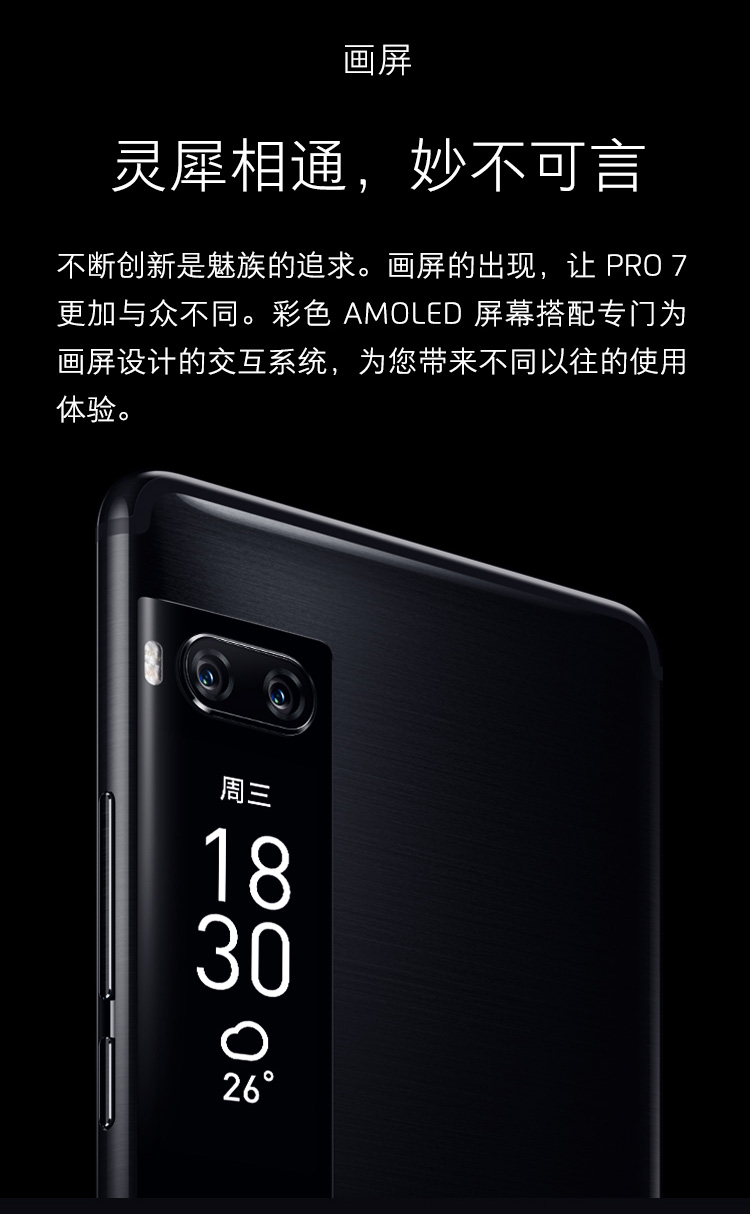 画屏
灵犀相通，妙不可言
不断创新是魅族的追求。画屏的出现，让 PRO 7
更加与众不同。彩色 AMOLED 屏幕搭配专门为
画屏设计的交互系统，为您带来不同以往的使用
体验。
周三
18
30
26°